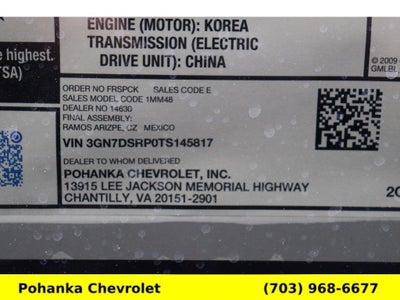 ENGINE (MOTOR): KOREA
TRANSMISSION (ELECTRIC
DRIVE UNIT): CHINA
e highest.
TSA)
© 2009
GMLBL
ORDER NO FRSPCK SALES CODE E
SALES MODEL CODE 1MM48
DEALER NO 14630
FINAL ASSEMBLY:
RAMOS ARIZPE, CZ MEXICO
VIN 3GN7DSRP0TS145817
DEALER TO WHOM DELIVERED
POHANKA CHEVROLET, INC.
13915 LEE JACKSON MEMORIAL HIGHWAY
CHANTILLY, VA 20151-2901
20
Pohanka Chevrolet (703) 968-6677